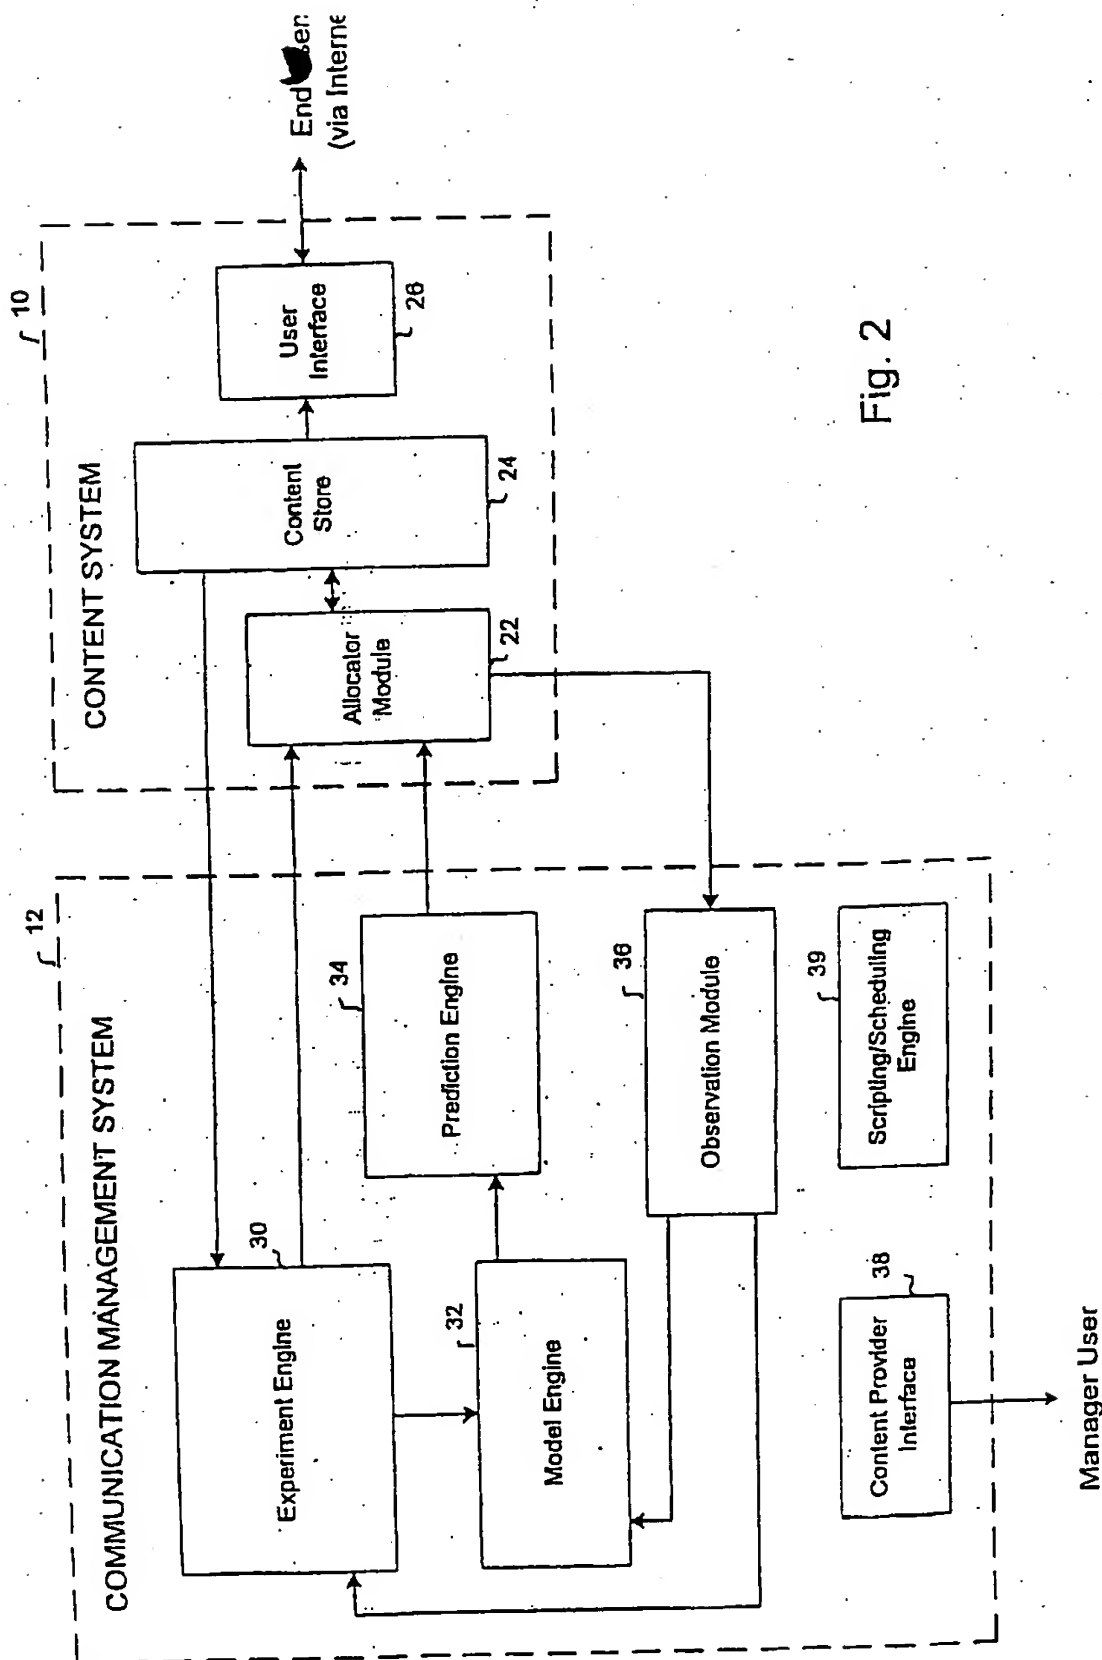 COMMUNICATION MANAGEMENT SYSTEM
12
Experiment Engine
30
Model Engine
32
Prediction Engine
34
Observation Module
36
Content Provider
Interface
38
Scripting/Scheduling
Engine
39
Manager User
CONTENT SYSTEM
10
Allocator
Module
22
Content
Store
24
User
Interface
26
End
(via
Fig. 2